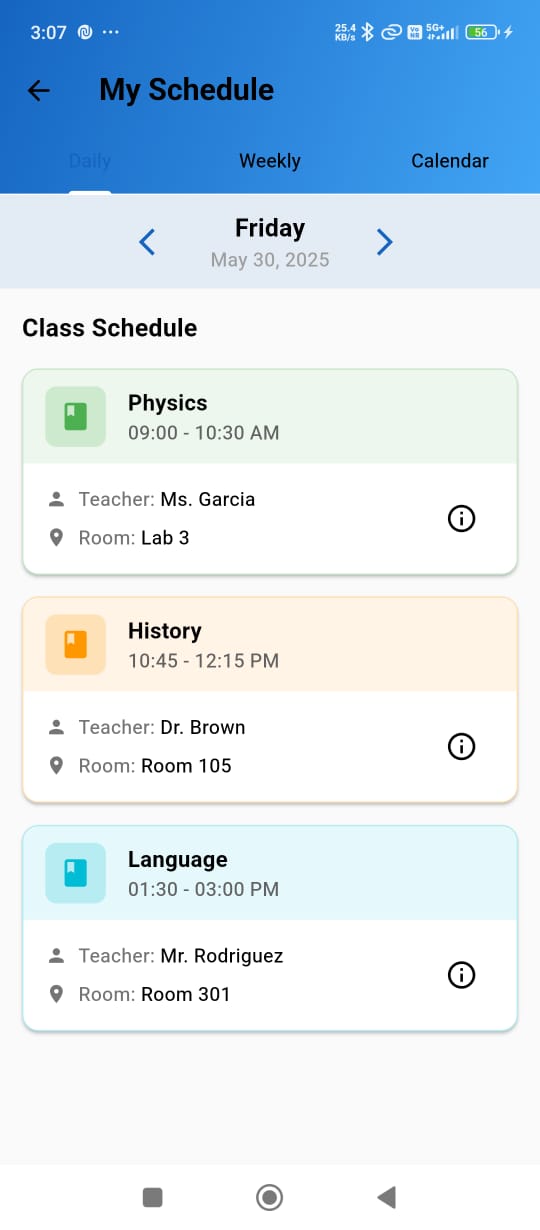 3:07
25.4 KB/s
Vo NR
5G+
56
My Schedule
Daily
Weekly
Calendar
Friday
May 30, 2025
Class Schedule
Physics
09:00 - 10:30 AM
Teacher: Ms. Garcia
Room: Lab 3
History
10:45 - 12:15 PM
Teacher: Dr. Brown
Room: Room 105
Language
01:30 - 03:00 PM
Teacher: Mr. Rodriguez
Room: Room 301